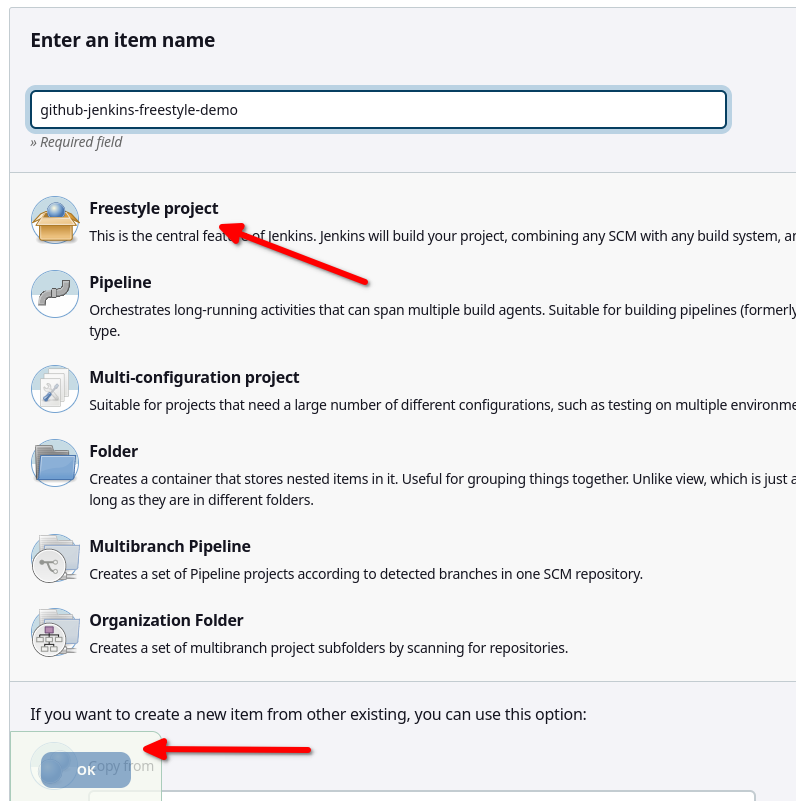 Enter an item name
github-jenkins-freestyle-demo
» Required field
Freestyle project
This is the central feature of Jenkins. Jenkins will build your project, combining any SCM with any build system, an
Pipeline
Orchestrates long-running activities that can span multiple build agents. Suitable for building pipelines (formerly
type.
Multi-configuration project
Suitable for projects that need a large number of different configurations, such as testing on multiple environme
Folder
Creates a container that stores nested items in it. Useful for grouping things together. Unlike view, which is just a
long as they are in different folders.
Multibranch Pipeline
Creates a set of Pipeline projects according to detected branches in one SCM repository.
Organization Folder
Creates a set of multibranch project subfolders by scanning for repositories.
If you want to create a new item from other existing, you can use this option:
OK
Copy from